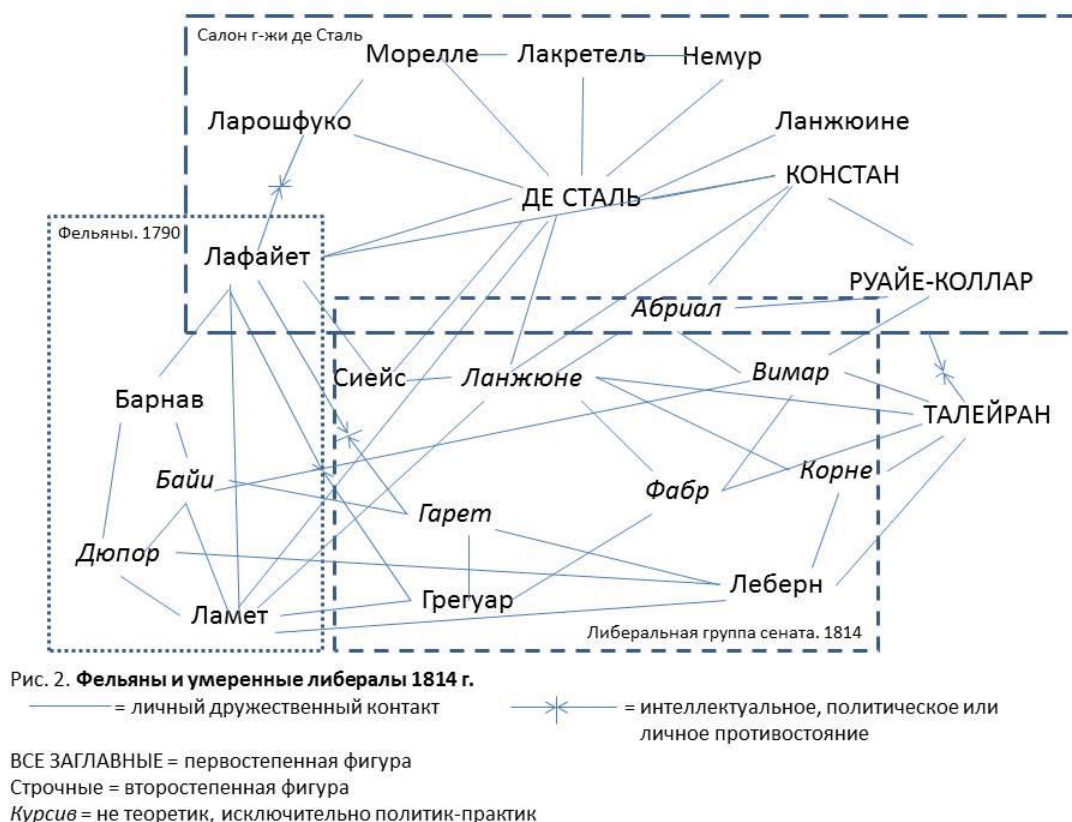 Салон г-жи де Сталь
Морелле Лакретель Немур
Ларошфуко Ланжюине
КОНСТАН
ДЕ СТАЛЬ
Фельяны. 1790
Лафайет
РУАЙЕ-КОЛЛАР
Абриал
Сиейс Ланжюне Вимар
Барнав ТАЛЕЙРАН
Байи Фабр Корне
Гарет
Дюпор
Леберн
Ламет Грегуар
Либеральная группа сената. 1814
Рис. 2. Фельяны и умеренные либералы 1814 г.
= личный дружественный контакт = интеллектуальное, политическое или
личное противостояние
ВСЕ ЗАГЛАВНЫЕ = первостепенная фигура
Строчные = второстепенная фигура
Курсив = не теоретик, исключительно политик-практик